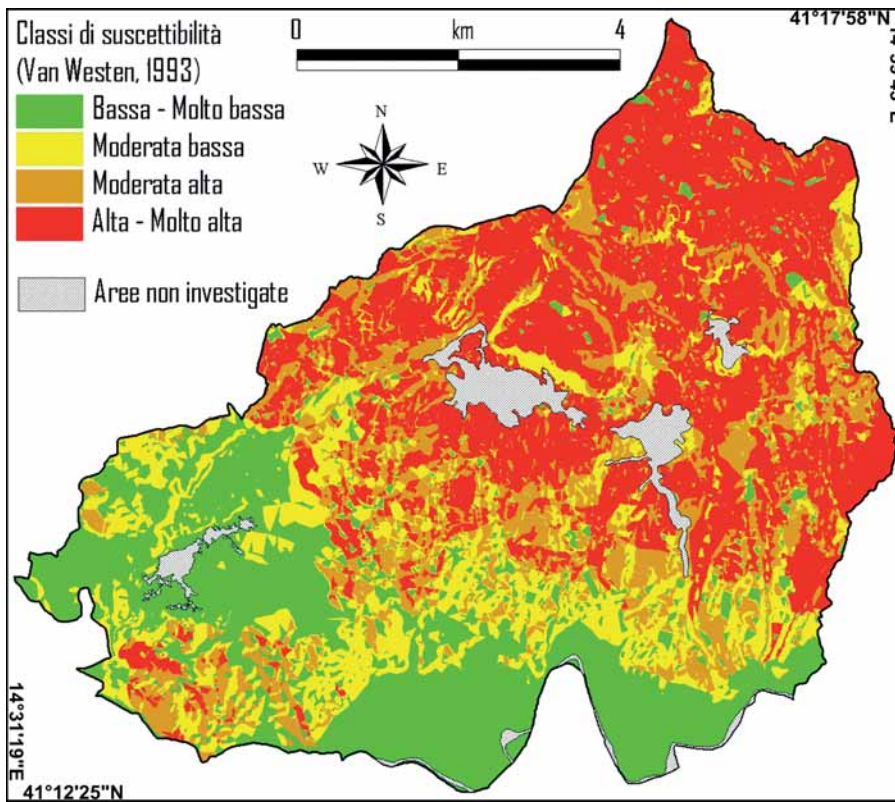 Classi di suscettibilità
(Van Westen, 1993)
Bassa - Molto bassa
Moderata bassa
Moderata alta
Alta - Molto alta
Aree non investigate
0 km 4
N
W E
S
41°17'58"N
14°31'19"E
41°12'25"N